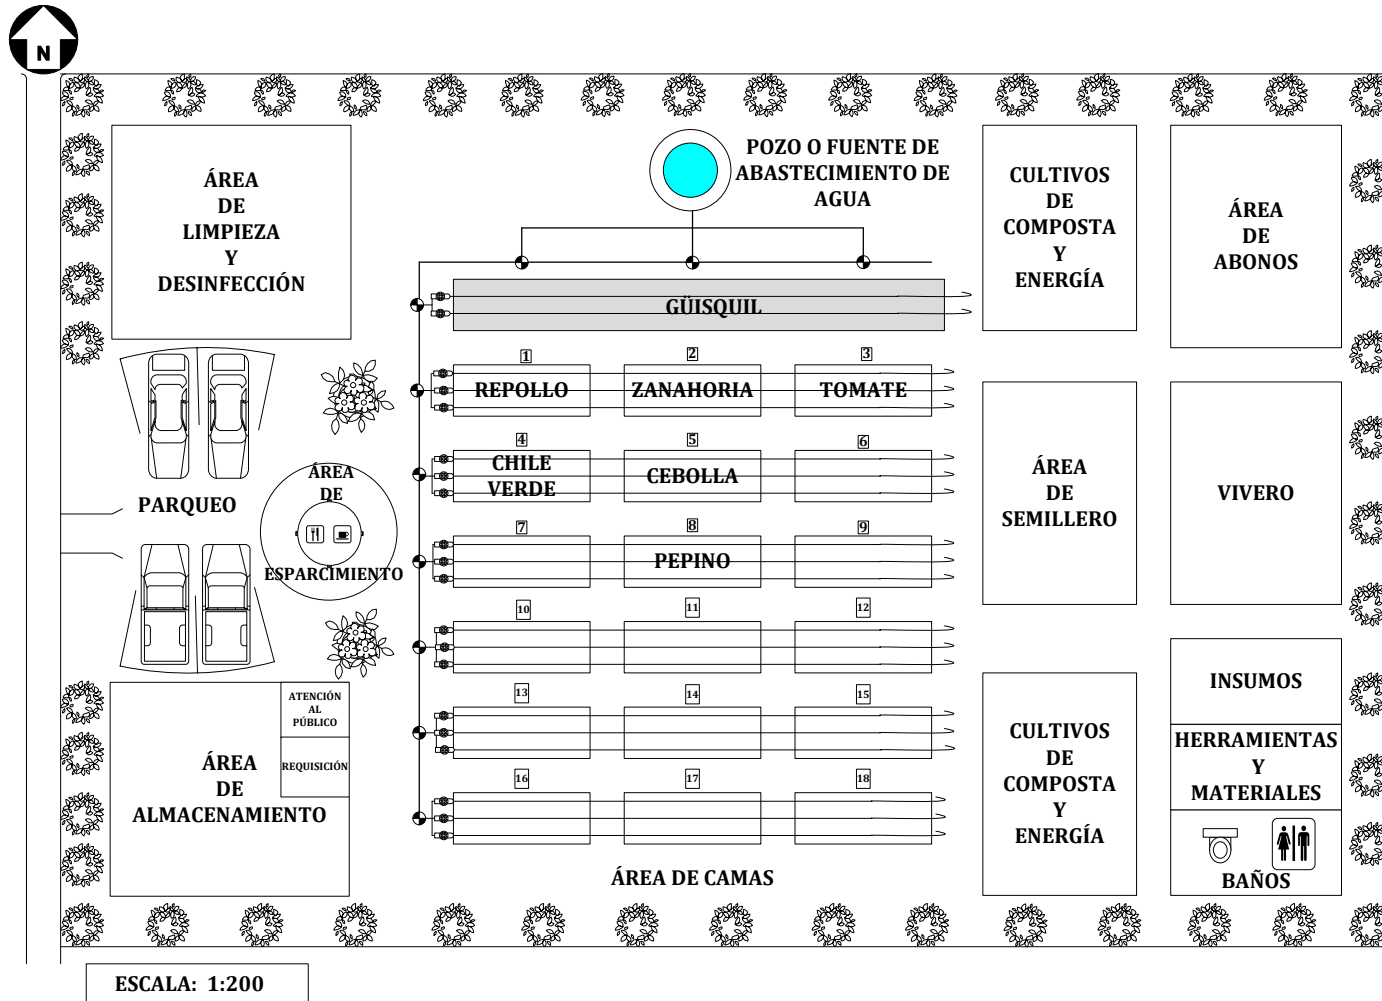 N
POZO O FUENTE DE
ABASTECIMIENTO DE
AGUA
ÁREA
DE
LIMPIEZA
Y
DESINFECCIÓN
CULTIVOS
DE
COMPOSTA
Y
ENERGÍA
ÁREA
DE
ABONOS
GÜISQUIL
1
2
3
REPOLLO
ZANAHORIA
TOMATE
4
5
6
CHILE
VERDE
CEBOLLA
7
8
9
PEPINO
10
11
12
13
14
15
16
17
18
ÁREA DE CAMAS
PARQUEO
ÁREA
DE
ESPARCIMIENTO
ÁREA
DE
SEMILLERO
VIVERO
ATENCIÓN
AL
PÚBLICO
REQUISICIÓN
ÁREA
DE
ALMACENAMIENTO
CULTIVOS
DE
COMPOSTA
Y
ENERGÍA
INSUMOS
HERRAMIENTAS
Y
MATERIALES
BAÑOS
ESCALA: 1:200